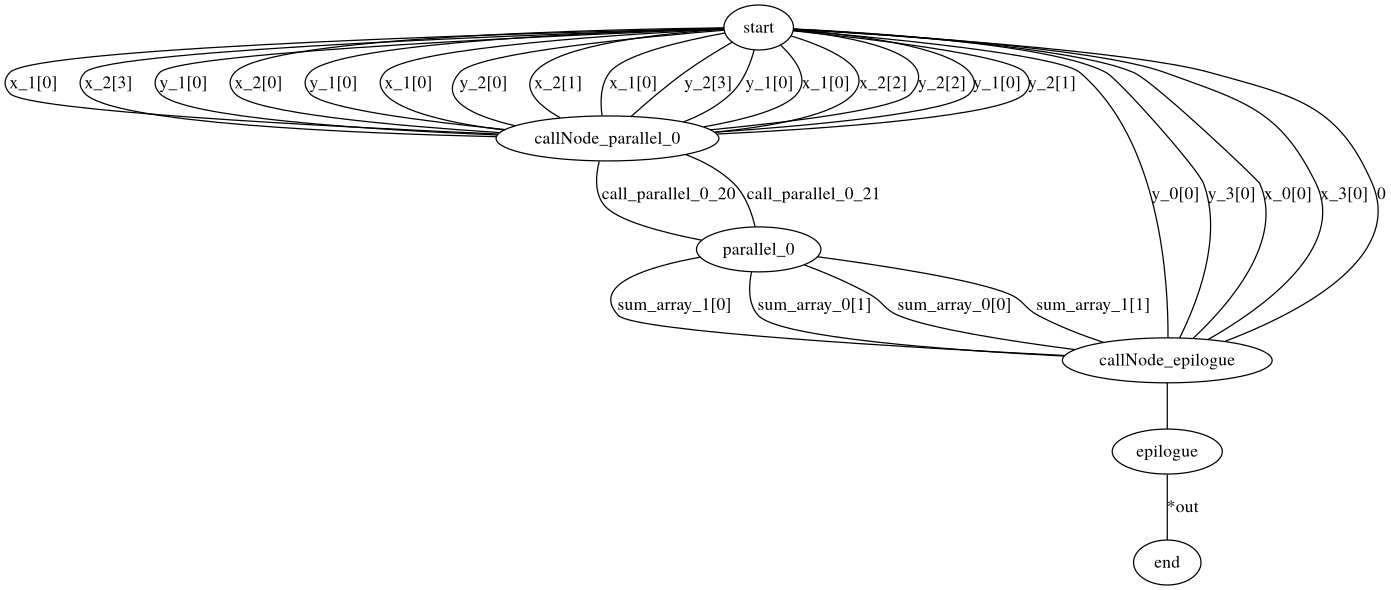 start
x_1[0] x_2[3] y_1[0] x_2[0] y_1[0] x_1[0] y_2[0] x_2[1] x_1[0] y_2[3] y_1[0] x_1[0] x_2[2] y_2[2] y_1[0] y_2[1]
callNode_parallel_0
call_parallel_0_20 call_parallel_0_21 y_0[0] y_3[0] x_0[0] x_3[0] 0
parallel_0
sum_array_1[0] sum_array_0[1] sum_array_0[0] sum_array_1[1]
callNode_epilogue
epilogue
*out
end